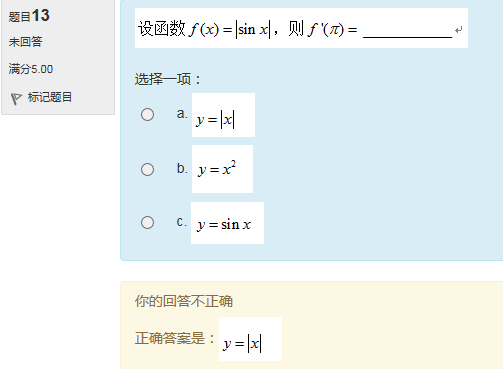 题目13
未回答
满分5.00
标记题目
设函数 f(x) = |sin x|，则 f '(π) = ________ ↵
选择一项：
a. y = |x|
b. y = x²
c. y = sin x
你的回答不正确
正确答案是： y = |x|